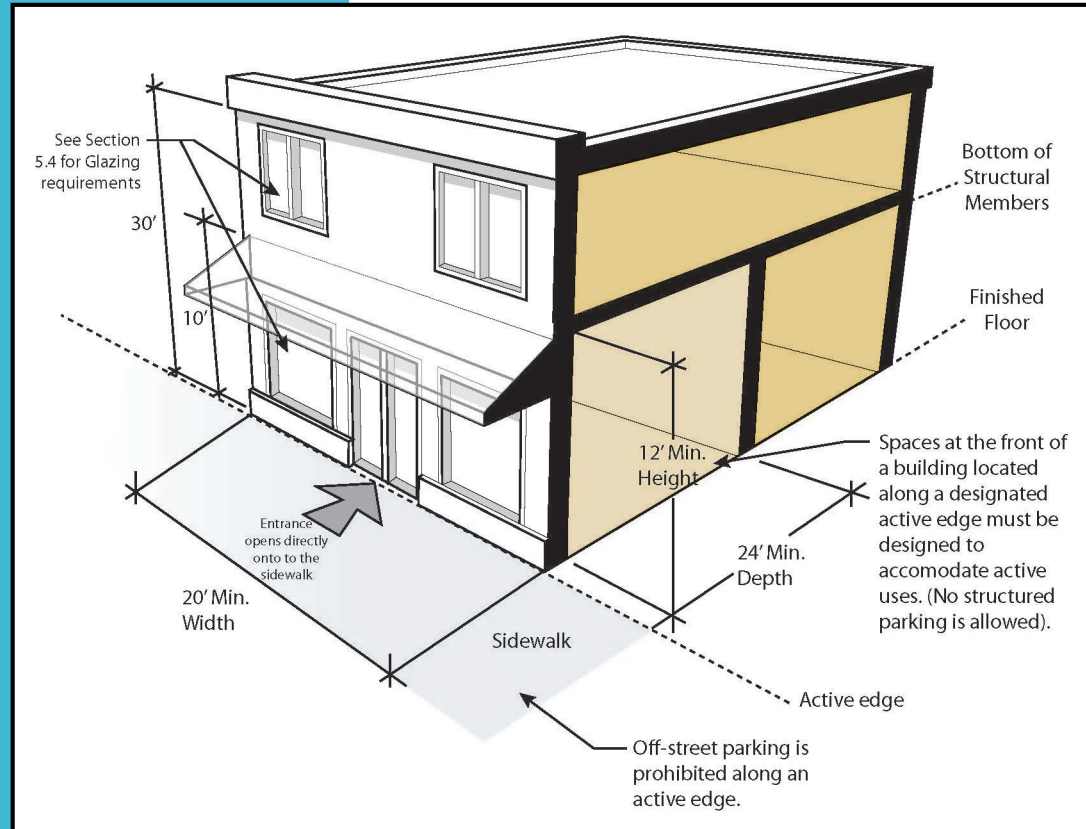 See Section
5.4 for Glazing
requirements
30'
10'
Bottom of
Structural
Members
Finished
Floor
12' Min.
Height
Spaces at the front of
a building located
along a designated
active edge must be
designed to
accomodate active
uses. (No structured
parking is allowed).
24' Min.
Depth
Entrance
opens directly
onto to the
sidewalk
20' Min.
Width
Sidewalk
Active edge
Off-street parking is
prohibited along an
active edge.